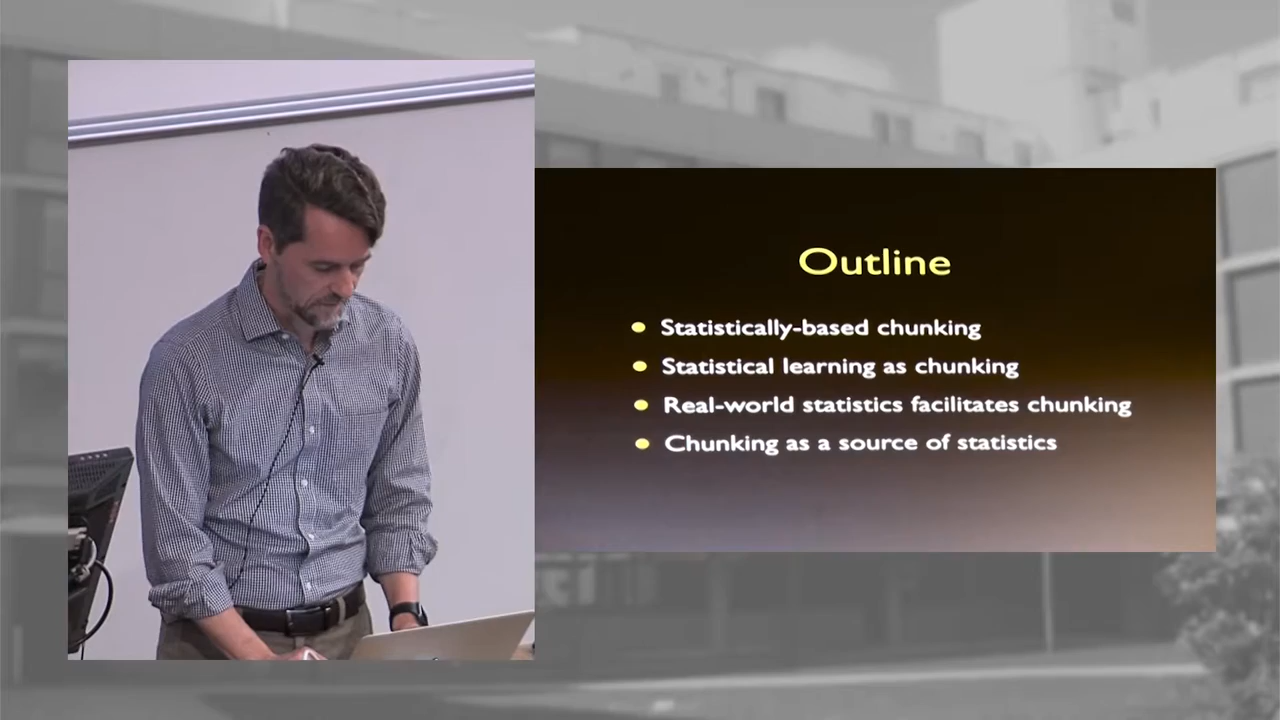 Outline
Statistically-based chunking
Statistical learning as chunking
Real-world statistics facilitates chunking
Chunking as a source of statistics